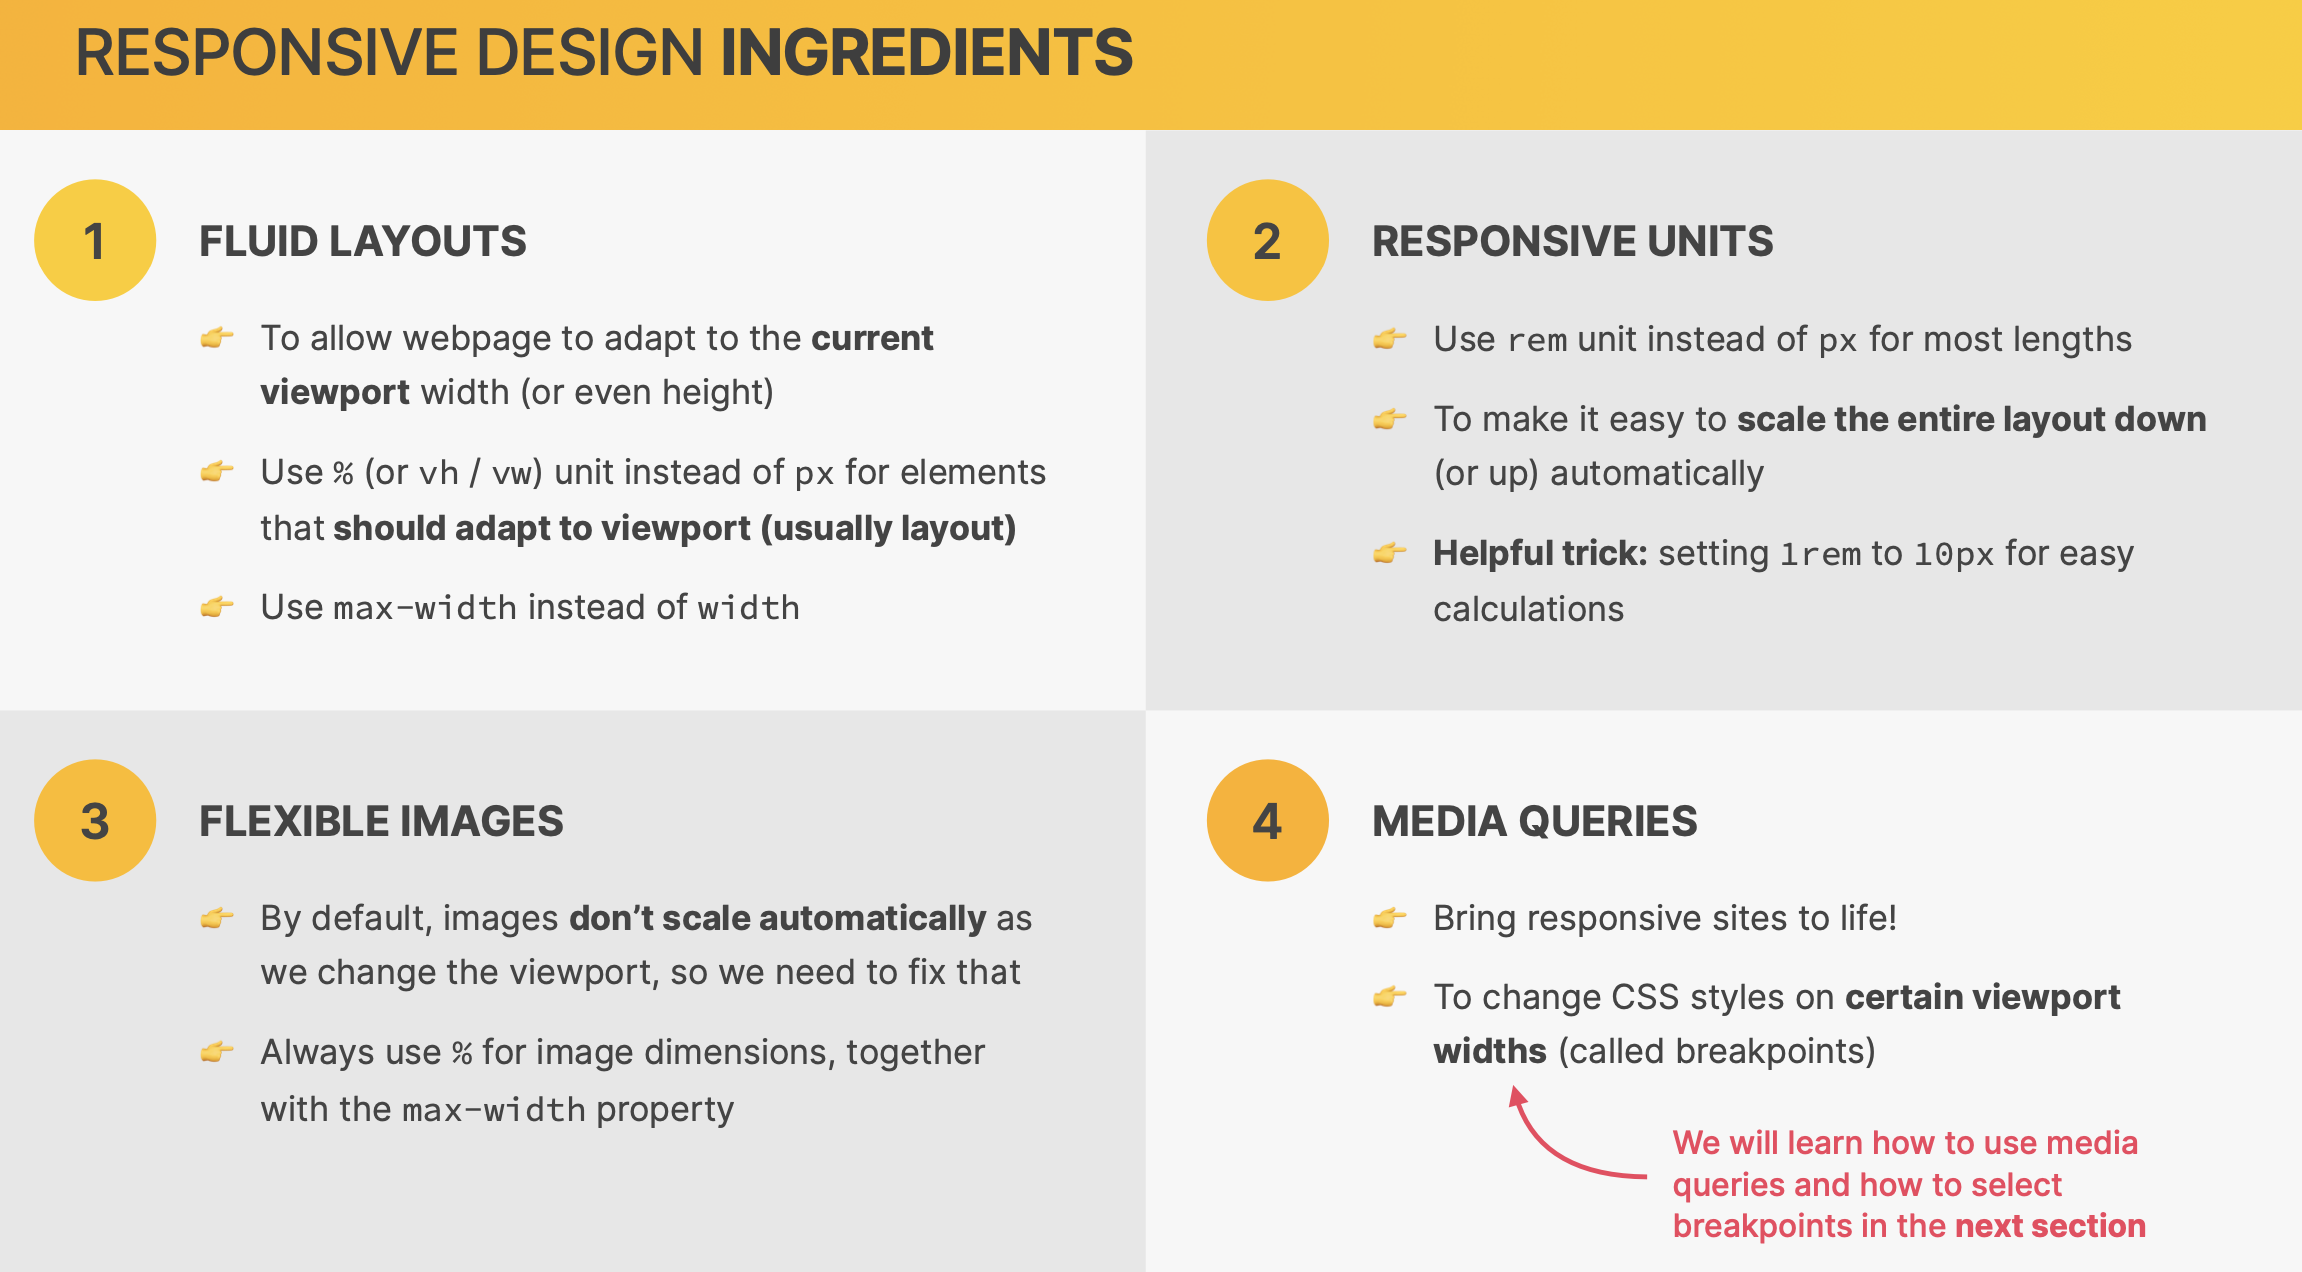 RESPONSIVE DESIGN INGREDIENTS
1
FLUID LAYOUTS
👉 To allow webpage to adapt to the current
viewport width (or even height)
👉 Use % (or vh / vw) unit instead of px for elements
that should adapt to viewport (usually layout)
👉 Use max-width instead of width
2
RESPONSIVE UNITS
👉 Use rem unit instead of px for most lengths
👉 To make it easy to scale the entire layout down
(or up) automatically
👉 Helpful trick: setting 1rem to 10px for easy
calculations
3
FLEXIBLE IMAGES
👉 By default, images don’t scale automatically as
we change the viewport, so we need to fix that
👉 Always use % for image dimensions, together
with the max-width property
4
MEDIA QUERIES
👉 Bring responsive sites to life!
👉 To change CSS styles on certain viewport
widths (called breakpoints)
We will learn how to use media
queries and how to select
breakpoints in the next section